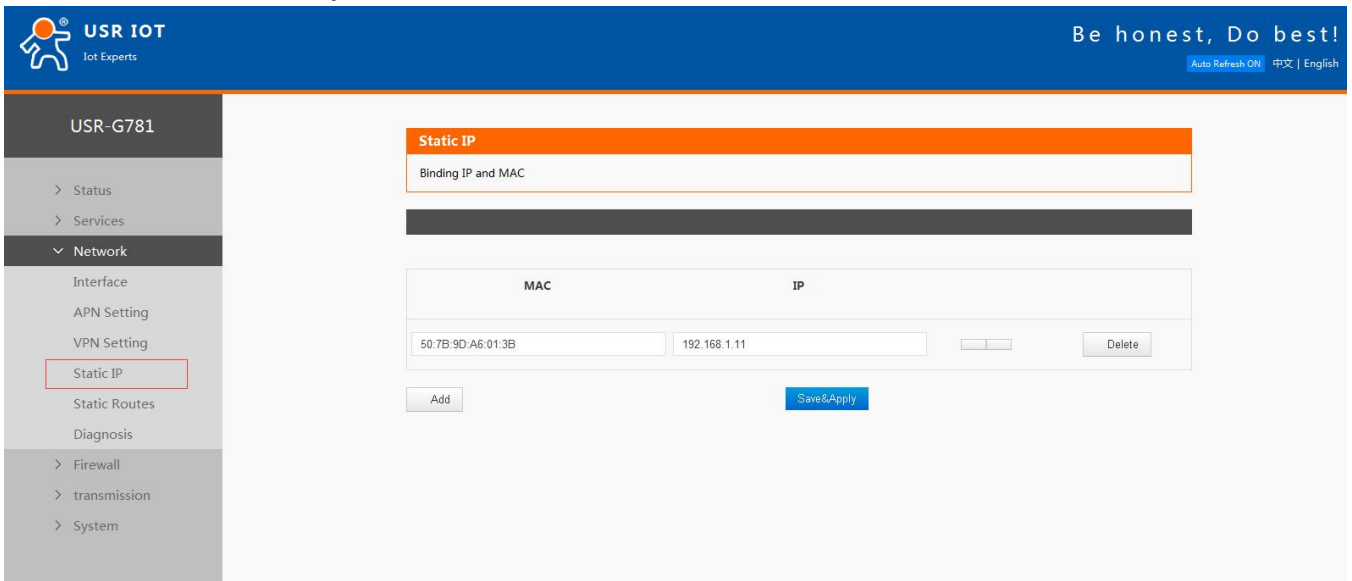 ®
USR IOT
Iot Experts
Be honest, Do best!
Auto Refresh ON 中文 | English
USR-G781
Status
Services
Network
Interface
APN Setting
VPN Setting
Static IP
Static Routes
Diagnosis
Firewall
transmission
System
Static IP
Binding IP and MAC
MAC IP
50:7B:9D:A6:01:3B 192.168.1.11 Delete
Add Save&Apply